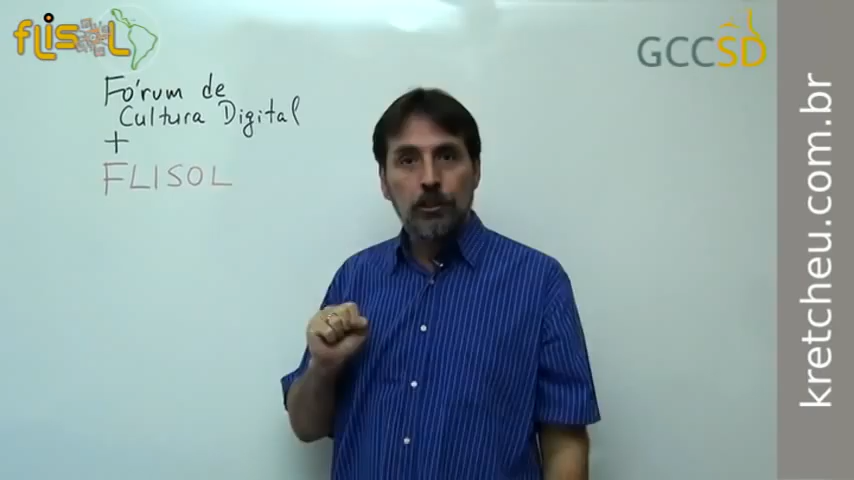 flisol
GCCSD
Fórum de
Cultura Digital
+
FLISOL
kretcheu.com.br